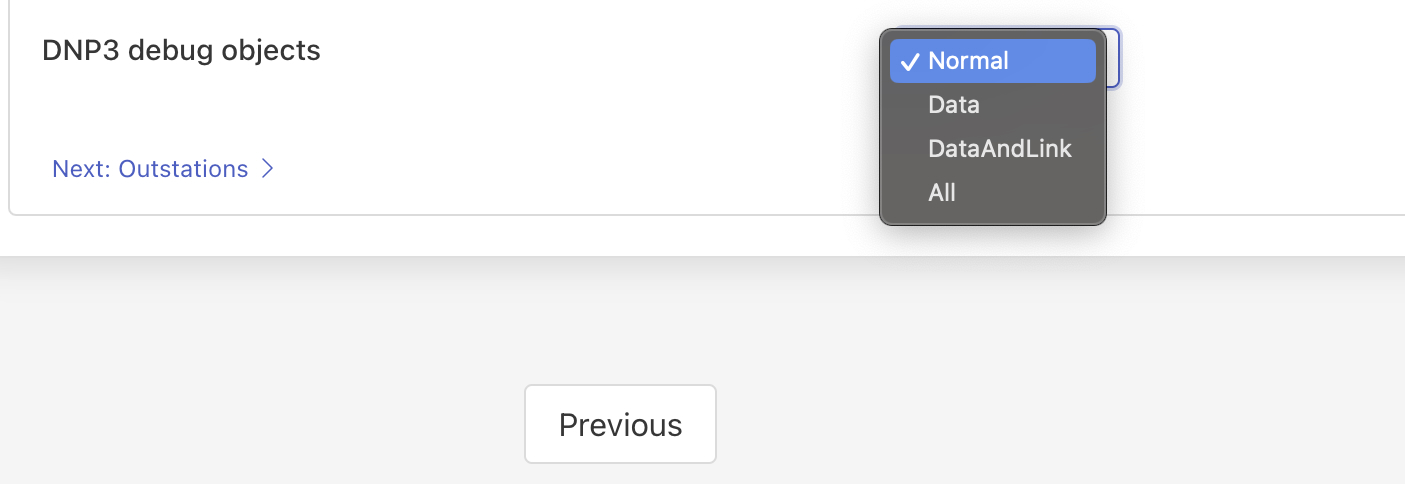 DNP3 debug objects
Normal
Data
DataAndLink
All
Next: Outstations
Previous